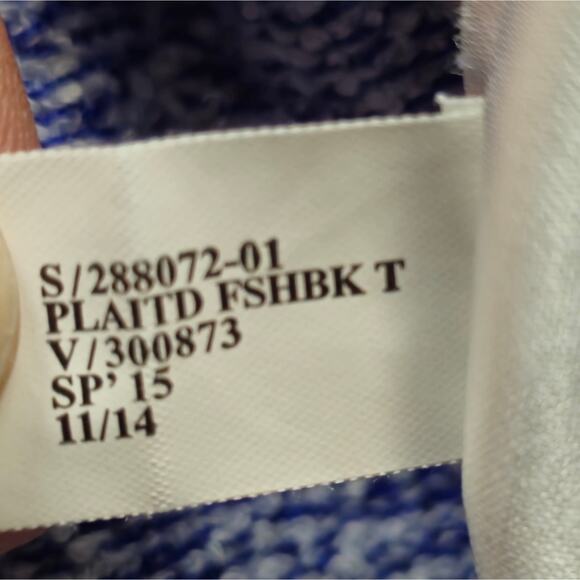 S/288072-01
PLAITD FSHBK T
V/300873
SP' 15
11/14